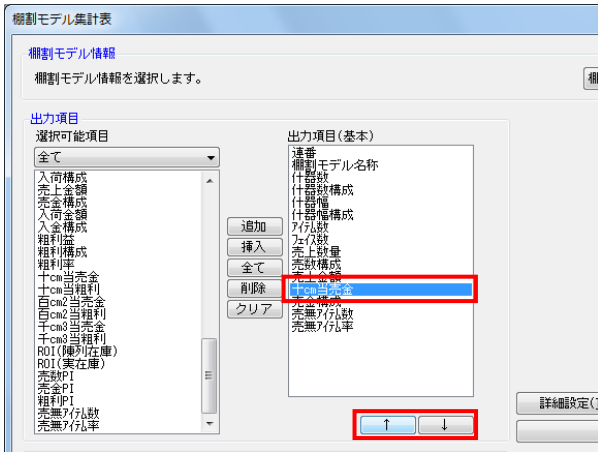 棚割モデル集計表
棚割モデル情報
棚割モデル情報を選択します。
棚
出力項目
選択可能項目
全て
入荷構成
売上金額
売金構成
入荷金額
入金構成
粗利益
粗利構成
粗利率
十cm当売金
十cm当粗利
百cm2当売金
百cm2当粗利
千cm3当売金
千cm3当粗利
ROI(陳列在庫)
ROI(実在庫)
売数PI
売金PI
粗利PI
売無ｱｲﾃﾑ数
売無ｱｲﾃﾑ率
追加
挿入
全て
削除
クリア
出力項目(基本)
連番
棚割モデル名称
什器数
什器数構成
什器幅
什器幅構成
ｱｲﾃﾑ数
ﾌｪｲｽ数
売上数量
売数構成
売上金額
十cm当売金
売金構成
売無ｱｲﾃﾑ数
売無ｱｲﾃﾑ率
↑
↓
詳細設定(